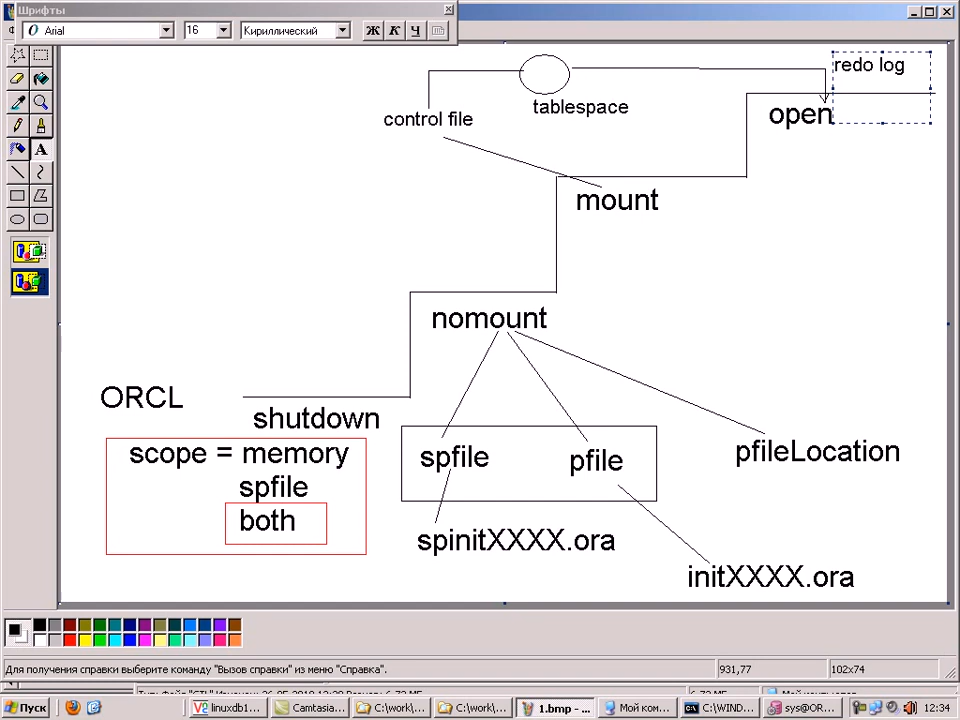 Шрифты
Arial
16
Кириллический
Ж К Ч
redo log
tablespace
control file
open
mount
nomount
ORCL
shutdown
scope = memory
spfile
both
spfile
pfile
pfileLocation
spinitXXXX.ora
initXXXX.ora
Для получения справки выберите команду "Вызов справки" из меню "Справка".
931,77
102x74
Пуск
linuxdb1...
Camtasia...
C:\work\...
C:\work\...
1.bmp - ...
Мой ком...
C:\WIND...
sys@OR...
12:34